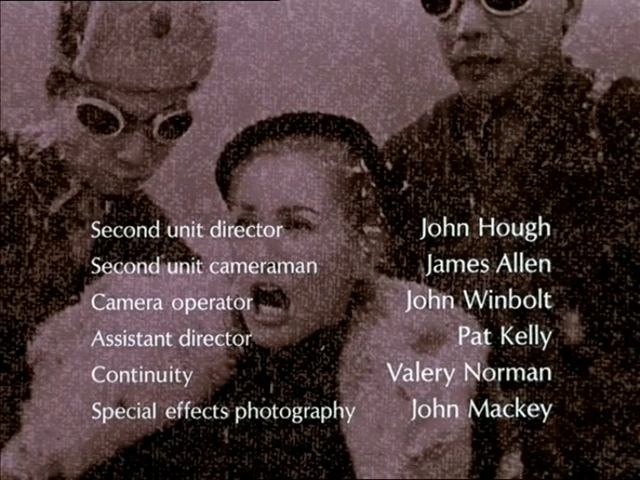 Second unit director John Hough
Second unit cameraman James Allen
Camera operator John Winbolt
Assistant director Pat Kelly
Continuity Valery Norman
Special effects photography John Mackey